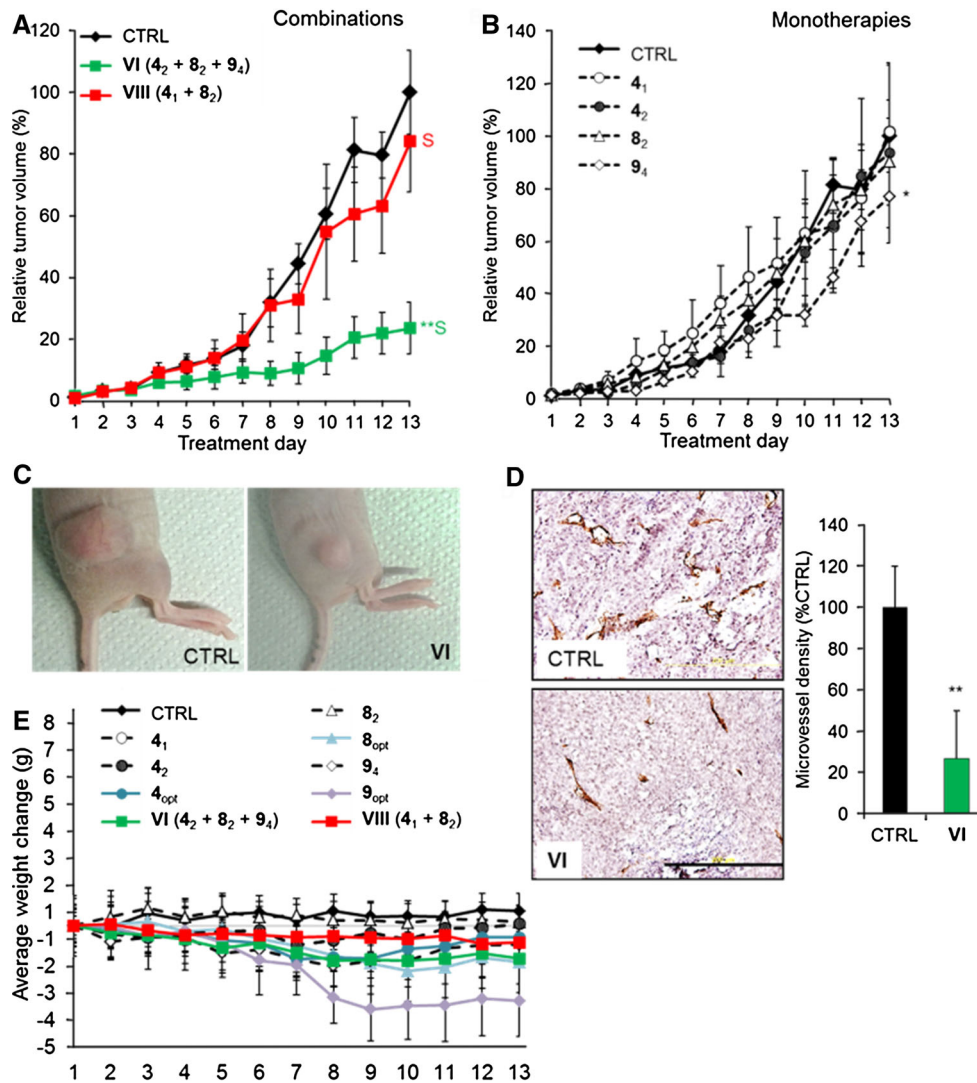 A
Combinations
Relative tumor volume (%)
120
100
80
60
40
20
0
CTRL
VI (4₂ + 8₂ + 9₄)
VIII (4₁ + 8₂)
S
**S
1 2 3 4 5 6 7 8 9 10 11 12 13
Treatment day
B
Monotherapies
Relative tumor volume (%)
140
120
100
80
60
40
20
0
CTRL
4₁
4₂
8₂
9₄
*
1 2 3 4 5 6 7 8 9 10 11 12 13
Treatment day
C
CTRL
VI
D
CTRL
VI
Microvessel density (%CTRL)
140
120
100
80
60
40
20
0
**
CTRL
VI
E
Average weight change (g)
8
7
6
5
4
3
2
1
-1
-2
-3
-4
-5
CTRL
4₁
4₂
4opt
VI (4₂ + 8₂ + 9₄)
8₂
8opt
9₄
9opt
VIII (4₁ + 8₂)
1 2 3 4 5 6 7 8 9 10 11 12 13